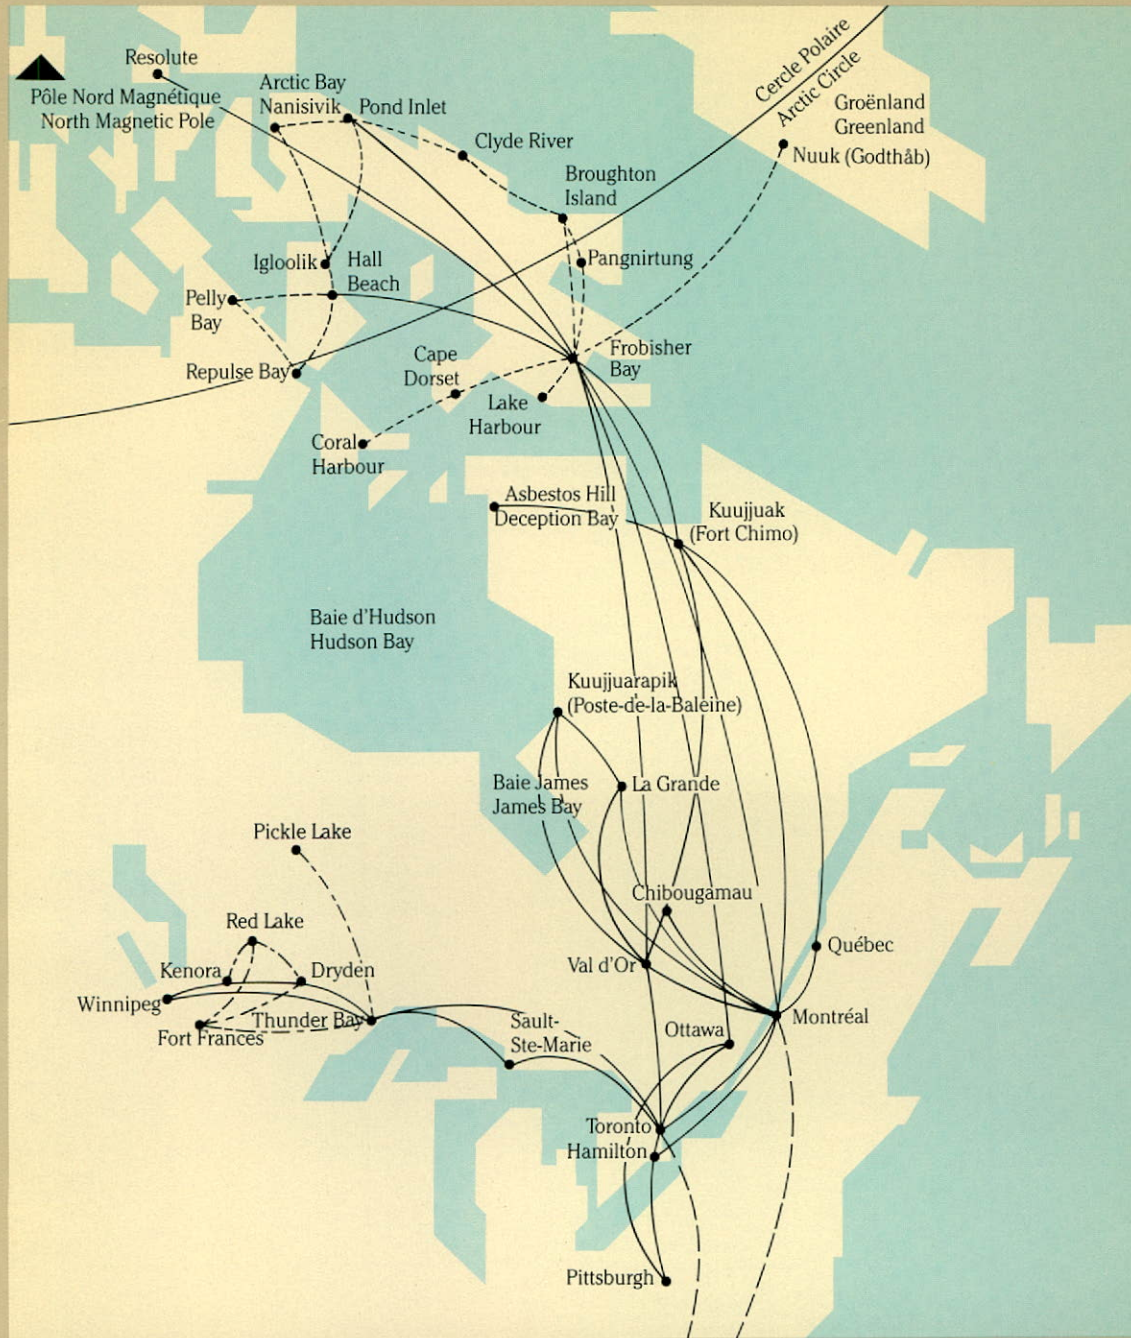 Resolute
Pôle Nord Magnétique
North Magnetic Pole
Arctic Bay
Nanisivik
Pond Inlet
Clyde River
Cercle Polaire
Arctic Circle
Groënland
Greenland
Nuuk (Godthåb)
Broughton
Island
Pangnirtung
Igloolik
Hall
Beach
Pelly
Bay
Repulse Bay
Cape
Dorset
Frobisher
Bay
Lake
Harbour
Coral
Harbour
Asbestos Hill
Deception Bay
Kuujjuak
(Fort Chimo)
Baie d'Hudson
Hudson Bay
Kuujjuarapik
(Poste-de-la-Baleine)
Baie James
James Bay
La Grande
Pickle Lake
Chibougamau
Red Lake
Québec
Kenora
Dryden
Val d'Or
Winnipeg
Fort Frances
Thunder Bay
Sault-
Ste-Marie
Ottawa
Montréal
Toronto
Hamilton
Pittsburgh